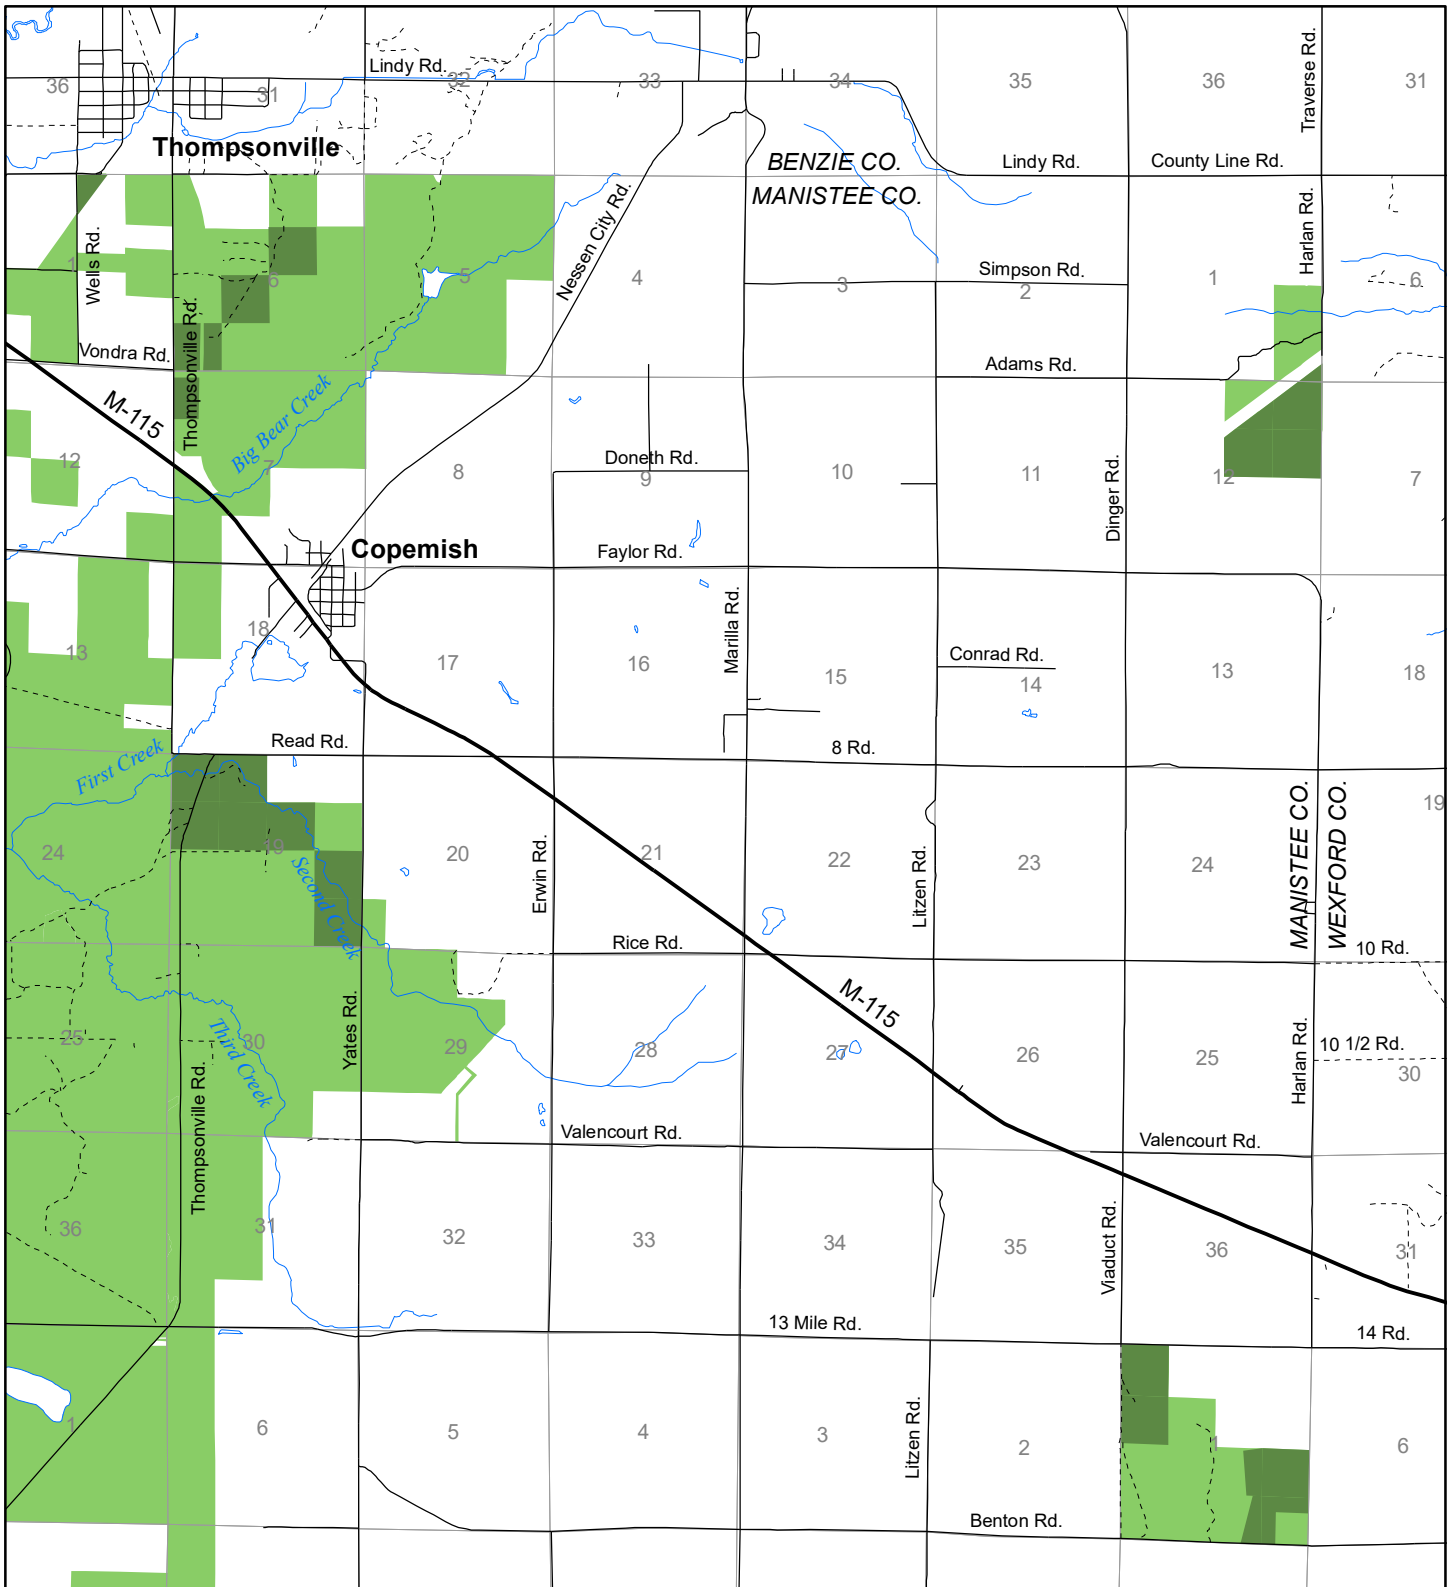 36
31
Lindy Rd.
32
33
34
35
36
Traverse Rd.
31
Thompsonville
BENZIE CO.
MANISTEE CO.
Lindy Rd.
County Line Rd.
1
Wells Rd.
6
5
Nessen City Rd.
4
3
Simpson Rd.
2
1
Harlan Rd.
6
Vondra Rd.
Thompsonville Rd.
Adams Rd.
M-115
Big Bear Creek
12
7
8
Doneth Rd.
9
10
11
Dinger Rd.
12
7
Copemish
Faylor Rd.
Marilla Rd.
18
13
17
16
15
Conrad Rd.
14
13
18
Read Rd.
8 Rd.
First Creek
MANISTEE CO.
WEXFORD CO.
19
24
19
Second Creek
20
Erwin Rd.
21
22
Litzen Rd.
23
24
Rice Rd.
10 Rd.
M-115
25
Third Creek
30
Yates Rd.
29
28
27
26
25
Harlan Rd.
10 1/2 Rd.
30
Thompsonville Rd.
Valencourt Rd.
Valencourt Rd.
36
31
32
33
34
35
Viaduct Rd.
36
31
13 Mile Rd.
14 Rd.
1
6
5
4
3
Litzen Rd.
2
1
6
Benton Rd.